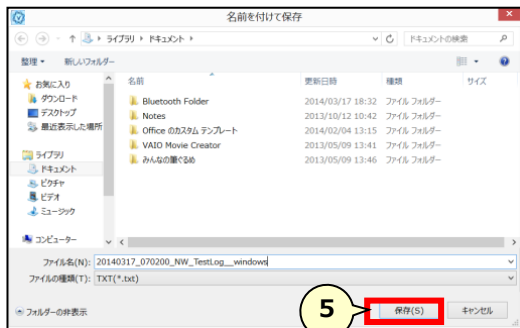 名前を付けて保存
ライブラリ ▸ ドキュメント ▸
ドキュメントの検索
整理 新しいフォルダー
お気に入り
ダウンロード
デスクトップ
最近表示した場所
ライブラリ
ドキュメント
ピクチャ
ビデオ
ミュージック
コンピューター
名前 更新日時 種類 サイズ
Bluetooth Folder 2014/03/17 18:32 ファイル フォルダー
Notes 2013/10/12 10:42 ファイル フォルダー
Office のカスタム テンプレート 2014/02/04 13:15 ファイル フォルダー
VAIO Movie Creator 2013/05/09 13:41 ファイル フォルダー
みんなの筆ぐるめ 2013/05/09 13:46 ファイル フォルダー
ファイル名(N): 20140317_070200_NW_TestLog__windows
ファイルの種類(T): TXT(*.txt)
フォルダーの非表示
5
保存(S)
キャンセル